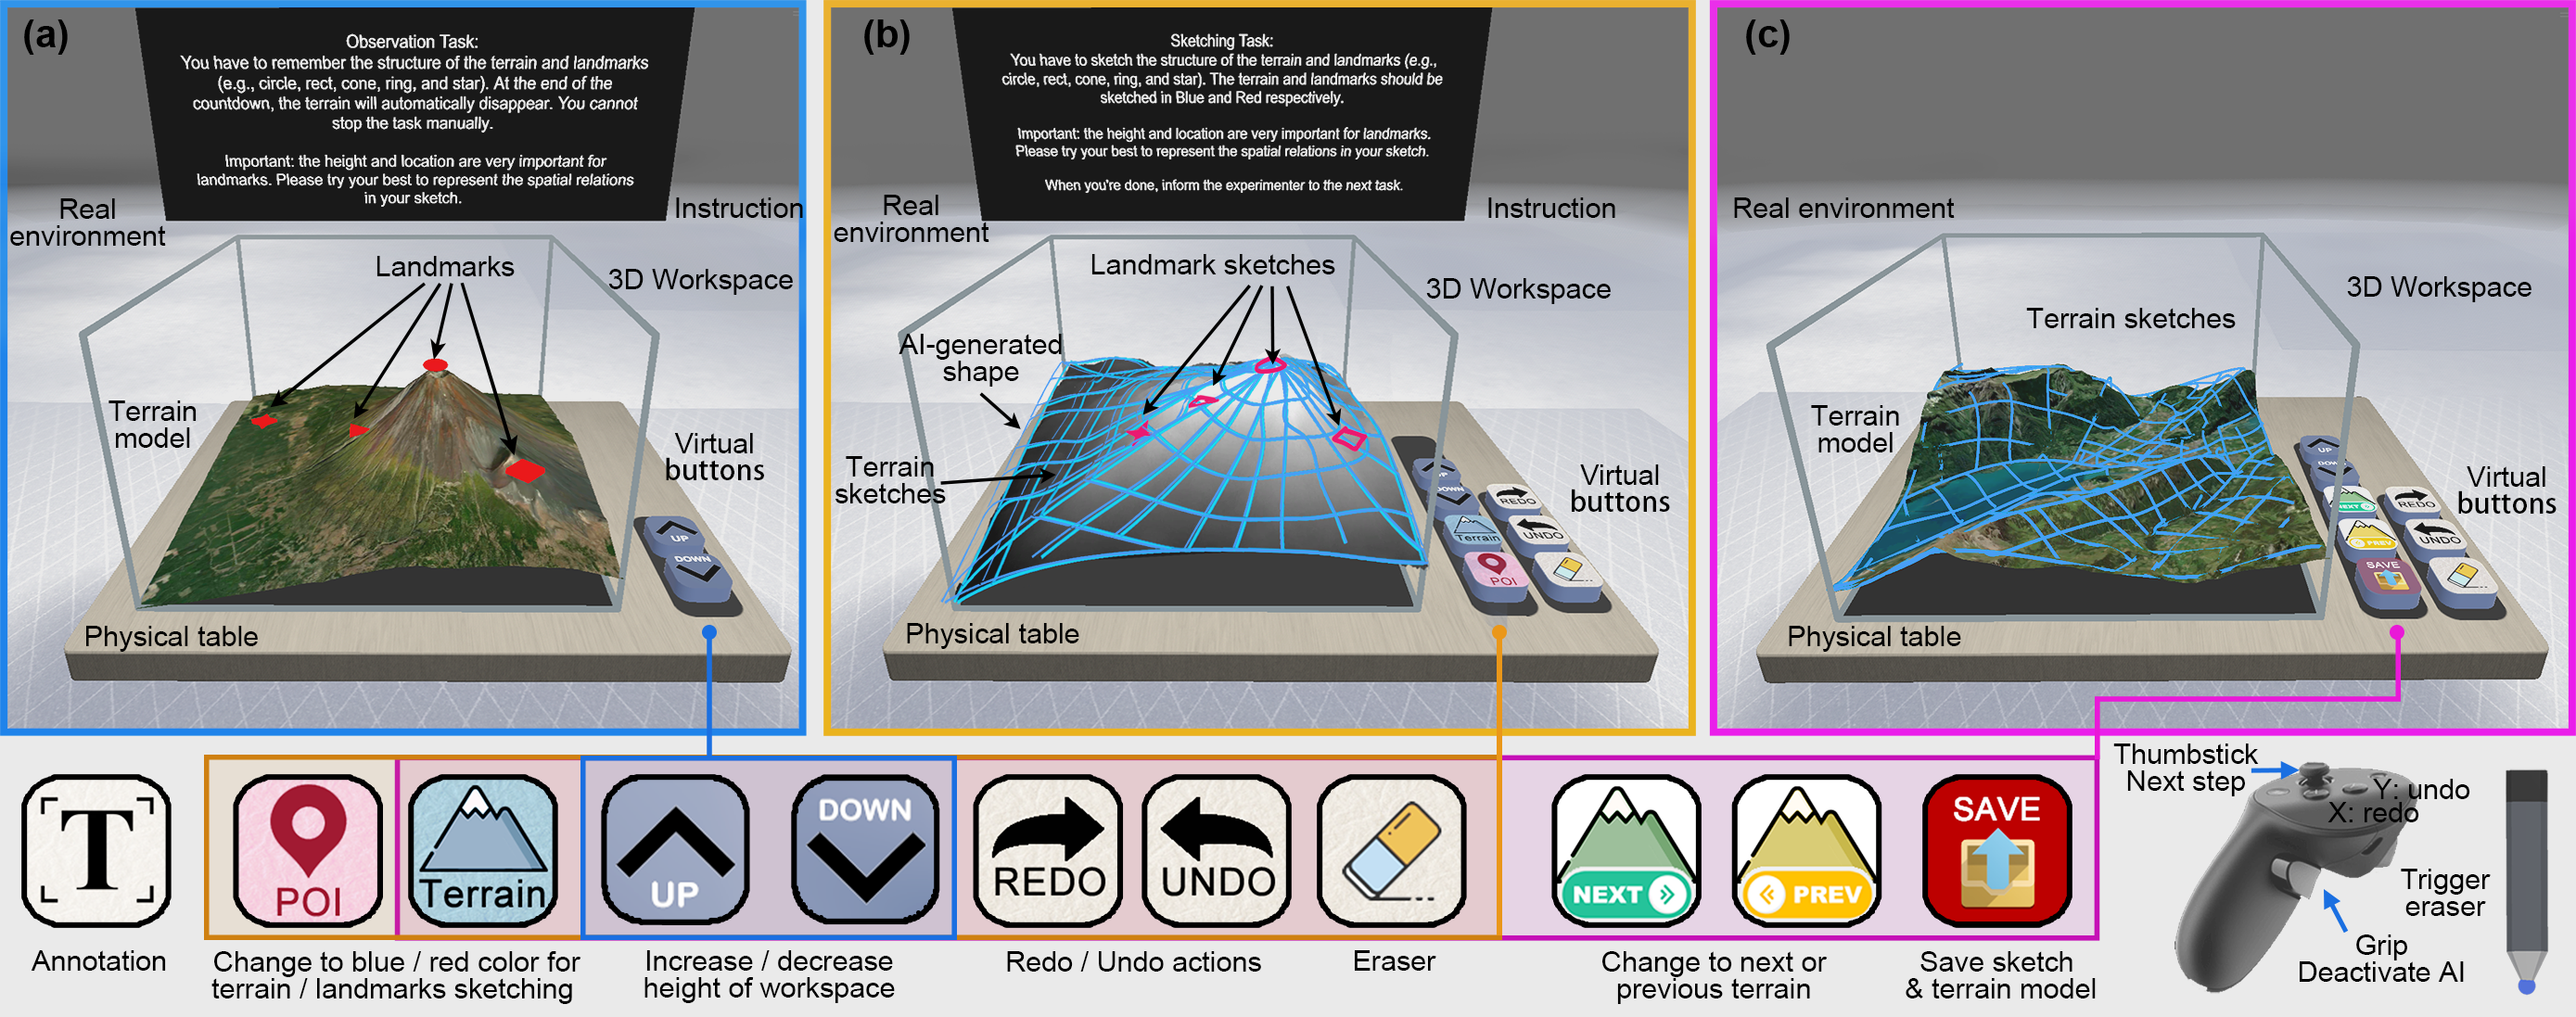 (a)
Observation Task:
You have to remember the structure of the terrain and landmarks
(e.g., circle, rect, cone, ring, and star). At the end of the
countdown, the terrain will automatically disappear. You cannot
stop the task manually.
Important: the height and location are very important for
landmarks. Please try your best to represent the spatial relations
in your sketch.
Real
environment
Instruction
Landmarks
3D Workspace
Terrain
model
Virtual
buttons
UP
DOWN
Physical table
(b)
Sketching Task:
You have to sketch the structure of the terrain and landmarks (e.g.,
circle, rect, cone, ring, and star). The terrain and landmarks should be
sketched in Blue and Red respectively.
Important: the height and location are very important for landmarks.
Please try your best to represent the spatial relations in your sketch.
When you're done, inform the experimenter to the next task.
Real
environment
Instruction
Landmark sketches
3D Workspace
AI-generated
shape
Terrain
sketches
Virtual
buttons
UP
DOWN
REDO
Terrain
UNDO
POI
Physical table
(c)
Real environment
3D Workspace
Terrain sketches
Terrain
model
Virtual
buttons
UP
DOWN
NEXT
REDO
PREV
UNDO
SAVE
Physical table
T
Annotation
POI
Terrain
Change to blue / red color for
terrain / landmarks sketching
UP
DOWN
Increase / decrease
height of workspace
REDO
UNDO
Redo / Undo actions
Eraser
NEXT
PREV
Change to next or
previous terrain
SAVE
Save sketch
& terrain model
Thumbstick
Next step
Y: undo
X: redo
Trigger
eraser
Grip
Deactivate AI